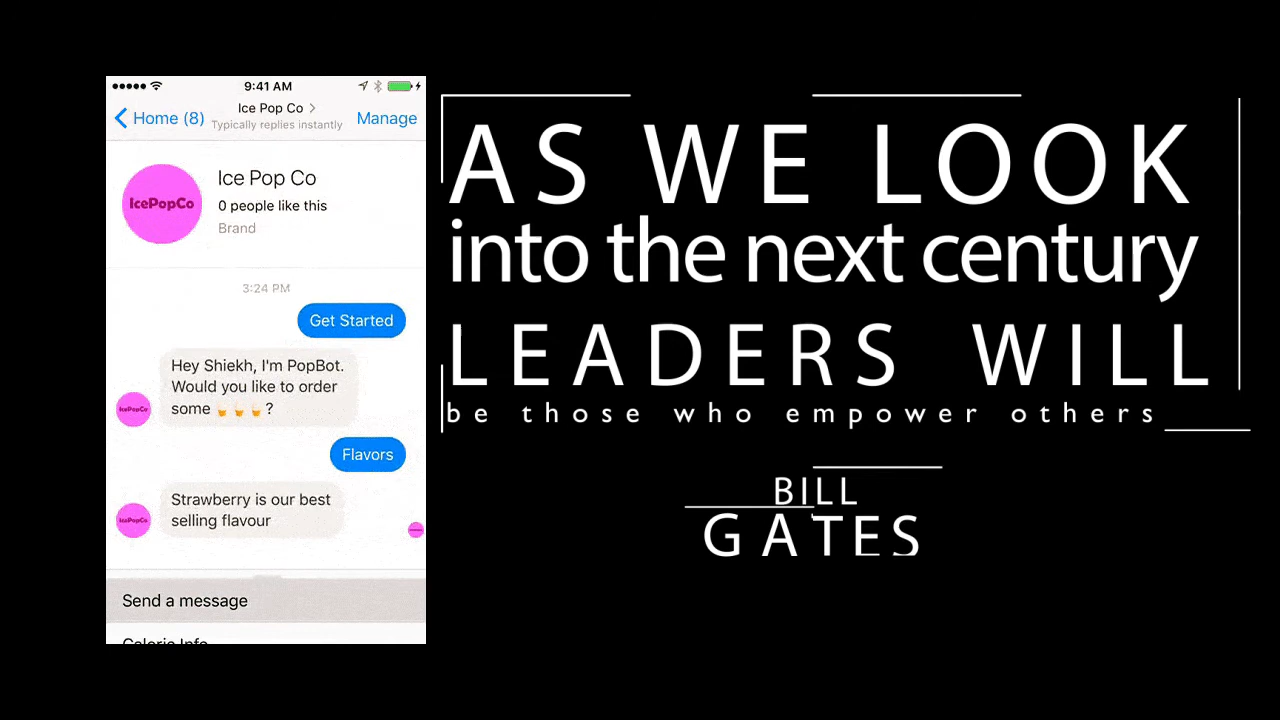 9:41 AM
Home (8)
Ice Pop Co
Typically replies instantly
Manage
IcePopCo
Ice Pop Co
0 people like this
Brand
3:24 PM
Get Started
Hey Shiekh, I'm PopBot.
Would you like to order
some 🍺🍺🍺?
IcePopCo
Flavors
Strawberry is our best
selling flavour
IcePopCo
Send a message
Calorie Info
AS WE LOOK
into the next century
LEADERS WILL
be those who empower others
BILL
GATES